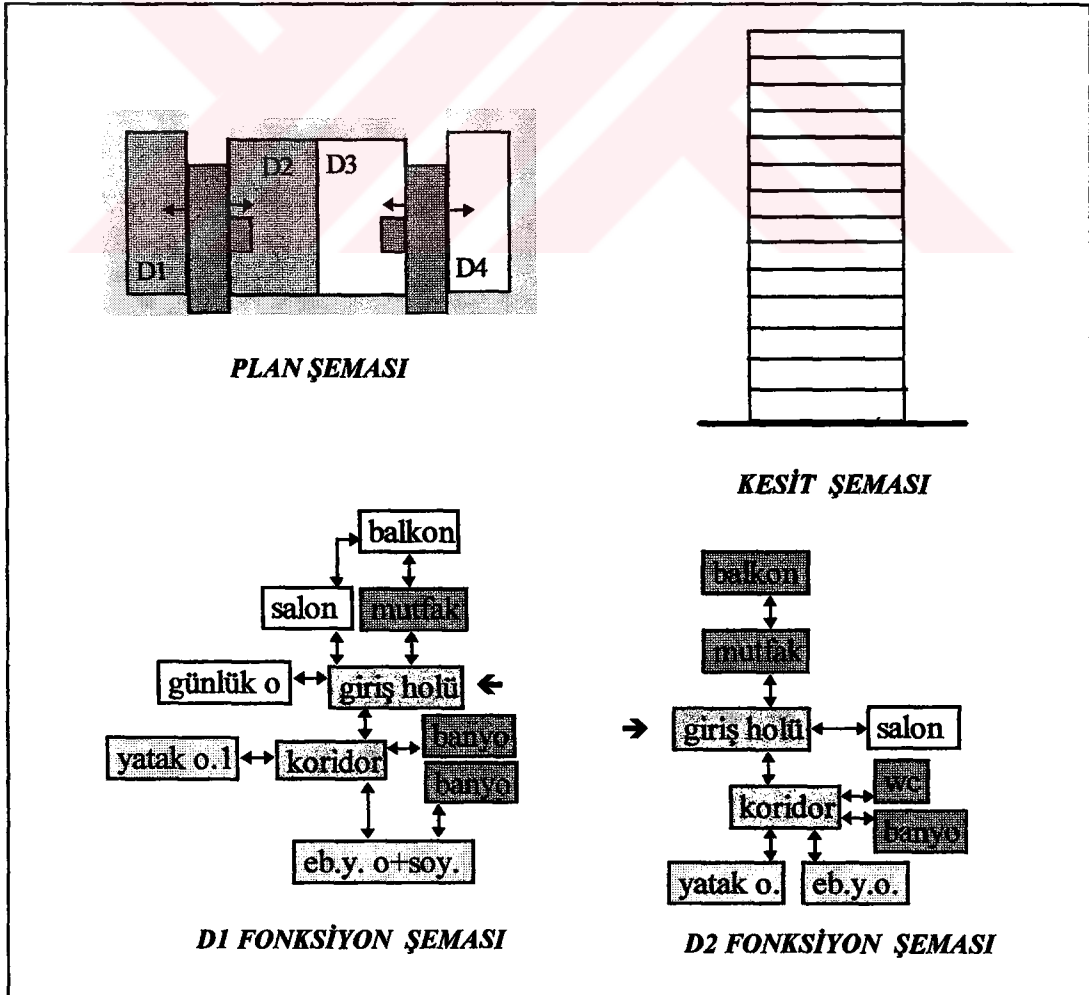 D1
D2
D3
D4
PLAN ŞEMASI
KESİT ŞEMASI
balkon
salon
mutfak
günlük o
giriş holü
yatak o.1
koridor
banyo
banyo
eb.y. o+soy.
D1 FONKSİYON ŞEMASI
balkon
mutfak
giriş holü
salon
koridor
wc
banyo
yatak o.
eb.y.o.
D2 FONKSİYON ŞEMASI